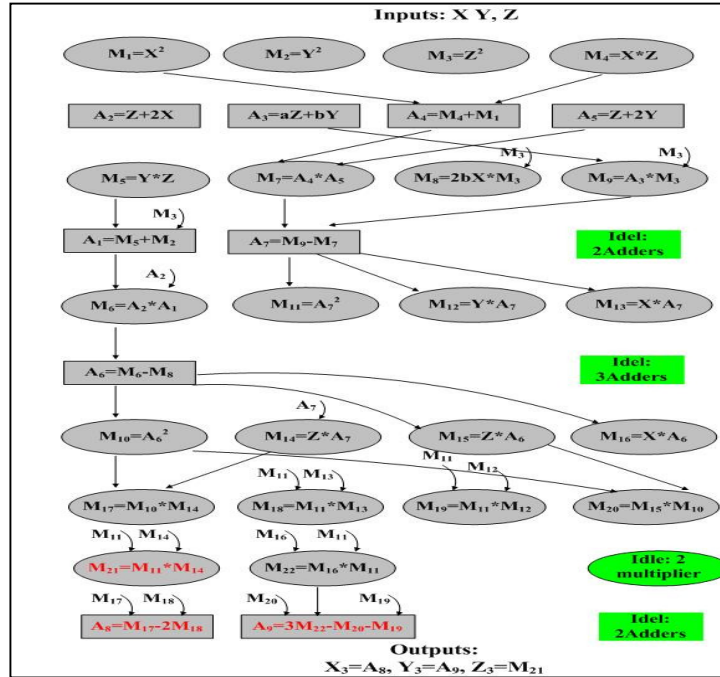 Inputs: X Y, Z
M₁=X² M₂=Y² M₃=Z² M₄=X*Z
A₂=Z+2X A₃=aZ+bY A₄=M₄+M₁ A₅=Z+2Y
M₃ M₃
M₅=Y*Z M₇=A₄*A₅ M₈=2bX*M₃ M₉=A₃*M₃
M₃
A₁=M₅+M₂ A₇=M₉-M₇ Idel:
2Adders
A₂
M₆=A₂*A₁ M₁₁=A₇² M₁₂=Y*A₇ M₁₃=X*A₇
A₆=M₆-M₈ Idel:
3Adders
A₇
M₁₀=A₆² M₁₄=Z*A₇ M₁₅=Z*A₆ M₁₆=X*A₆
M₁₁ M₁₃ M₁₁ M₁₂
M₁₇=M₁₀*M₁₄ M₁₈=M₁₁*M₁₃ M₁₉=M₁₁*M₁₂ M₂₀=M₁₅*M₁₀
M₁₁ M₁₄ M₁₆ M₁₁
M₂₁=M₁₁*M₁₄ M₂₂=M₁₆*M₁₁ Idle: 2
multiplier
M₁₇ M₁₈ M₂₀ M₁₉
A₈=M₁₇-2M₁₈ A₉=3M₂₂-M₂₀-M₁₉ Idel:
2Adders
Outputs:
X₃=A₈, Y₃=A₉, Z₃=M₂₁